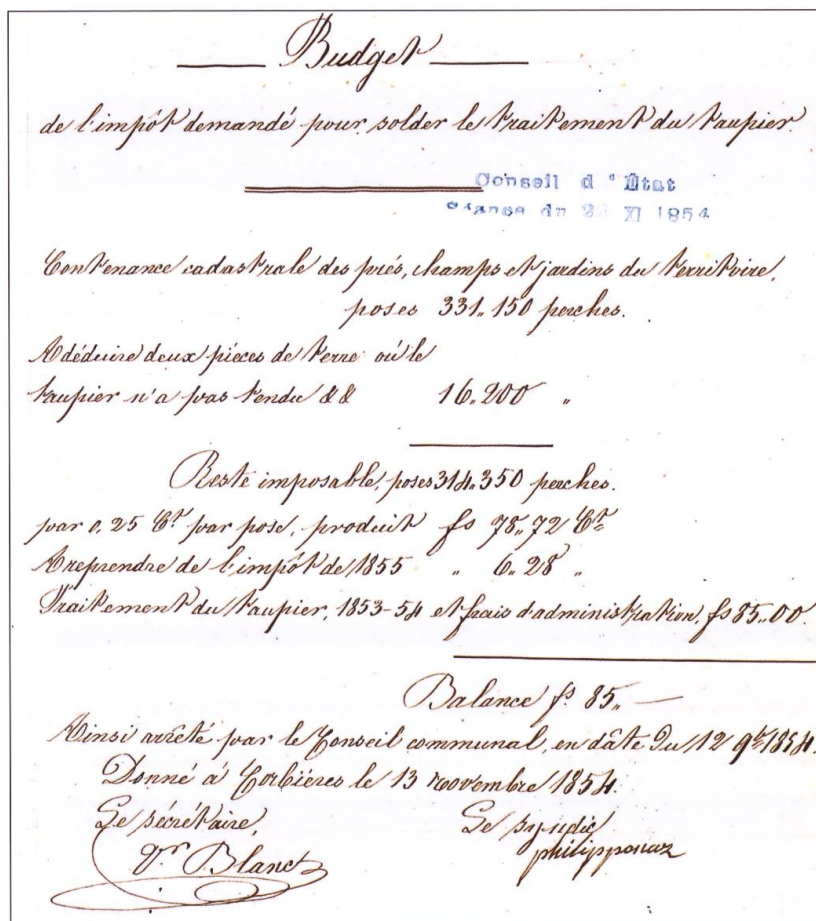 Budget
de l'impôt demandé pour solder le traitement du taupier.
Conseil d'État
Séance du XI 1854
Contenance cadastrale des prés, champs et jardins du territoire,
poses 331„ 150 perches.
A déduire deux pièces de terre où le
taupier n'a pas tendu && 16„ 200 „
Reste imposable, poses 314„ 350 perches.
par 0,25 Ct par pose, produit fs 78„ 72 Cts
A reprendre de l'impôt de 1855 „ 6„ 28 „
Traitement du taupier, 1853-54 et frais d'administration, fs 85„00.
Balance fs. 85„ —
Ainsi arrêté par le Conseil communal, en dâte du 12 9bre 1854.
Donné à Corbières le 13 novembre 1854.
Le sécrétaire, Le syndic
Blanc philipponaz